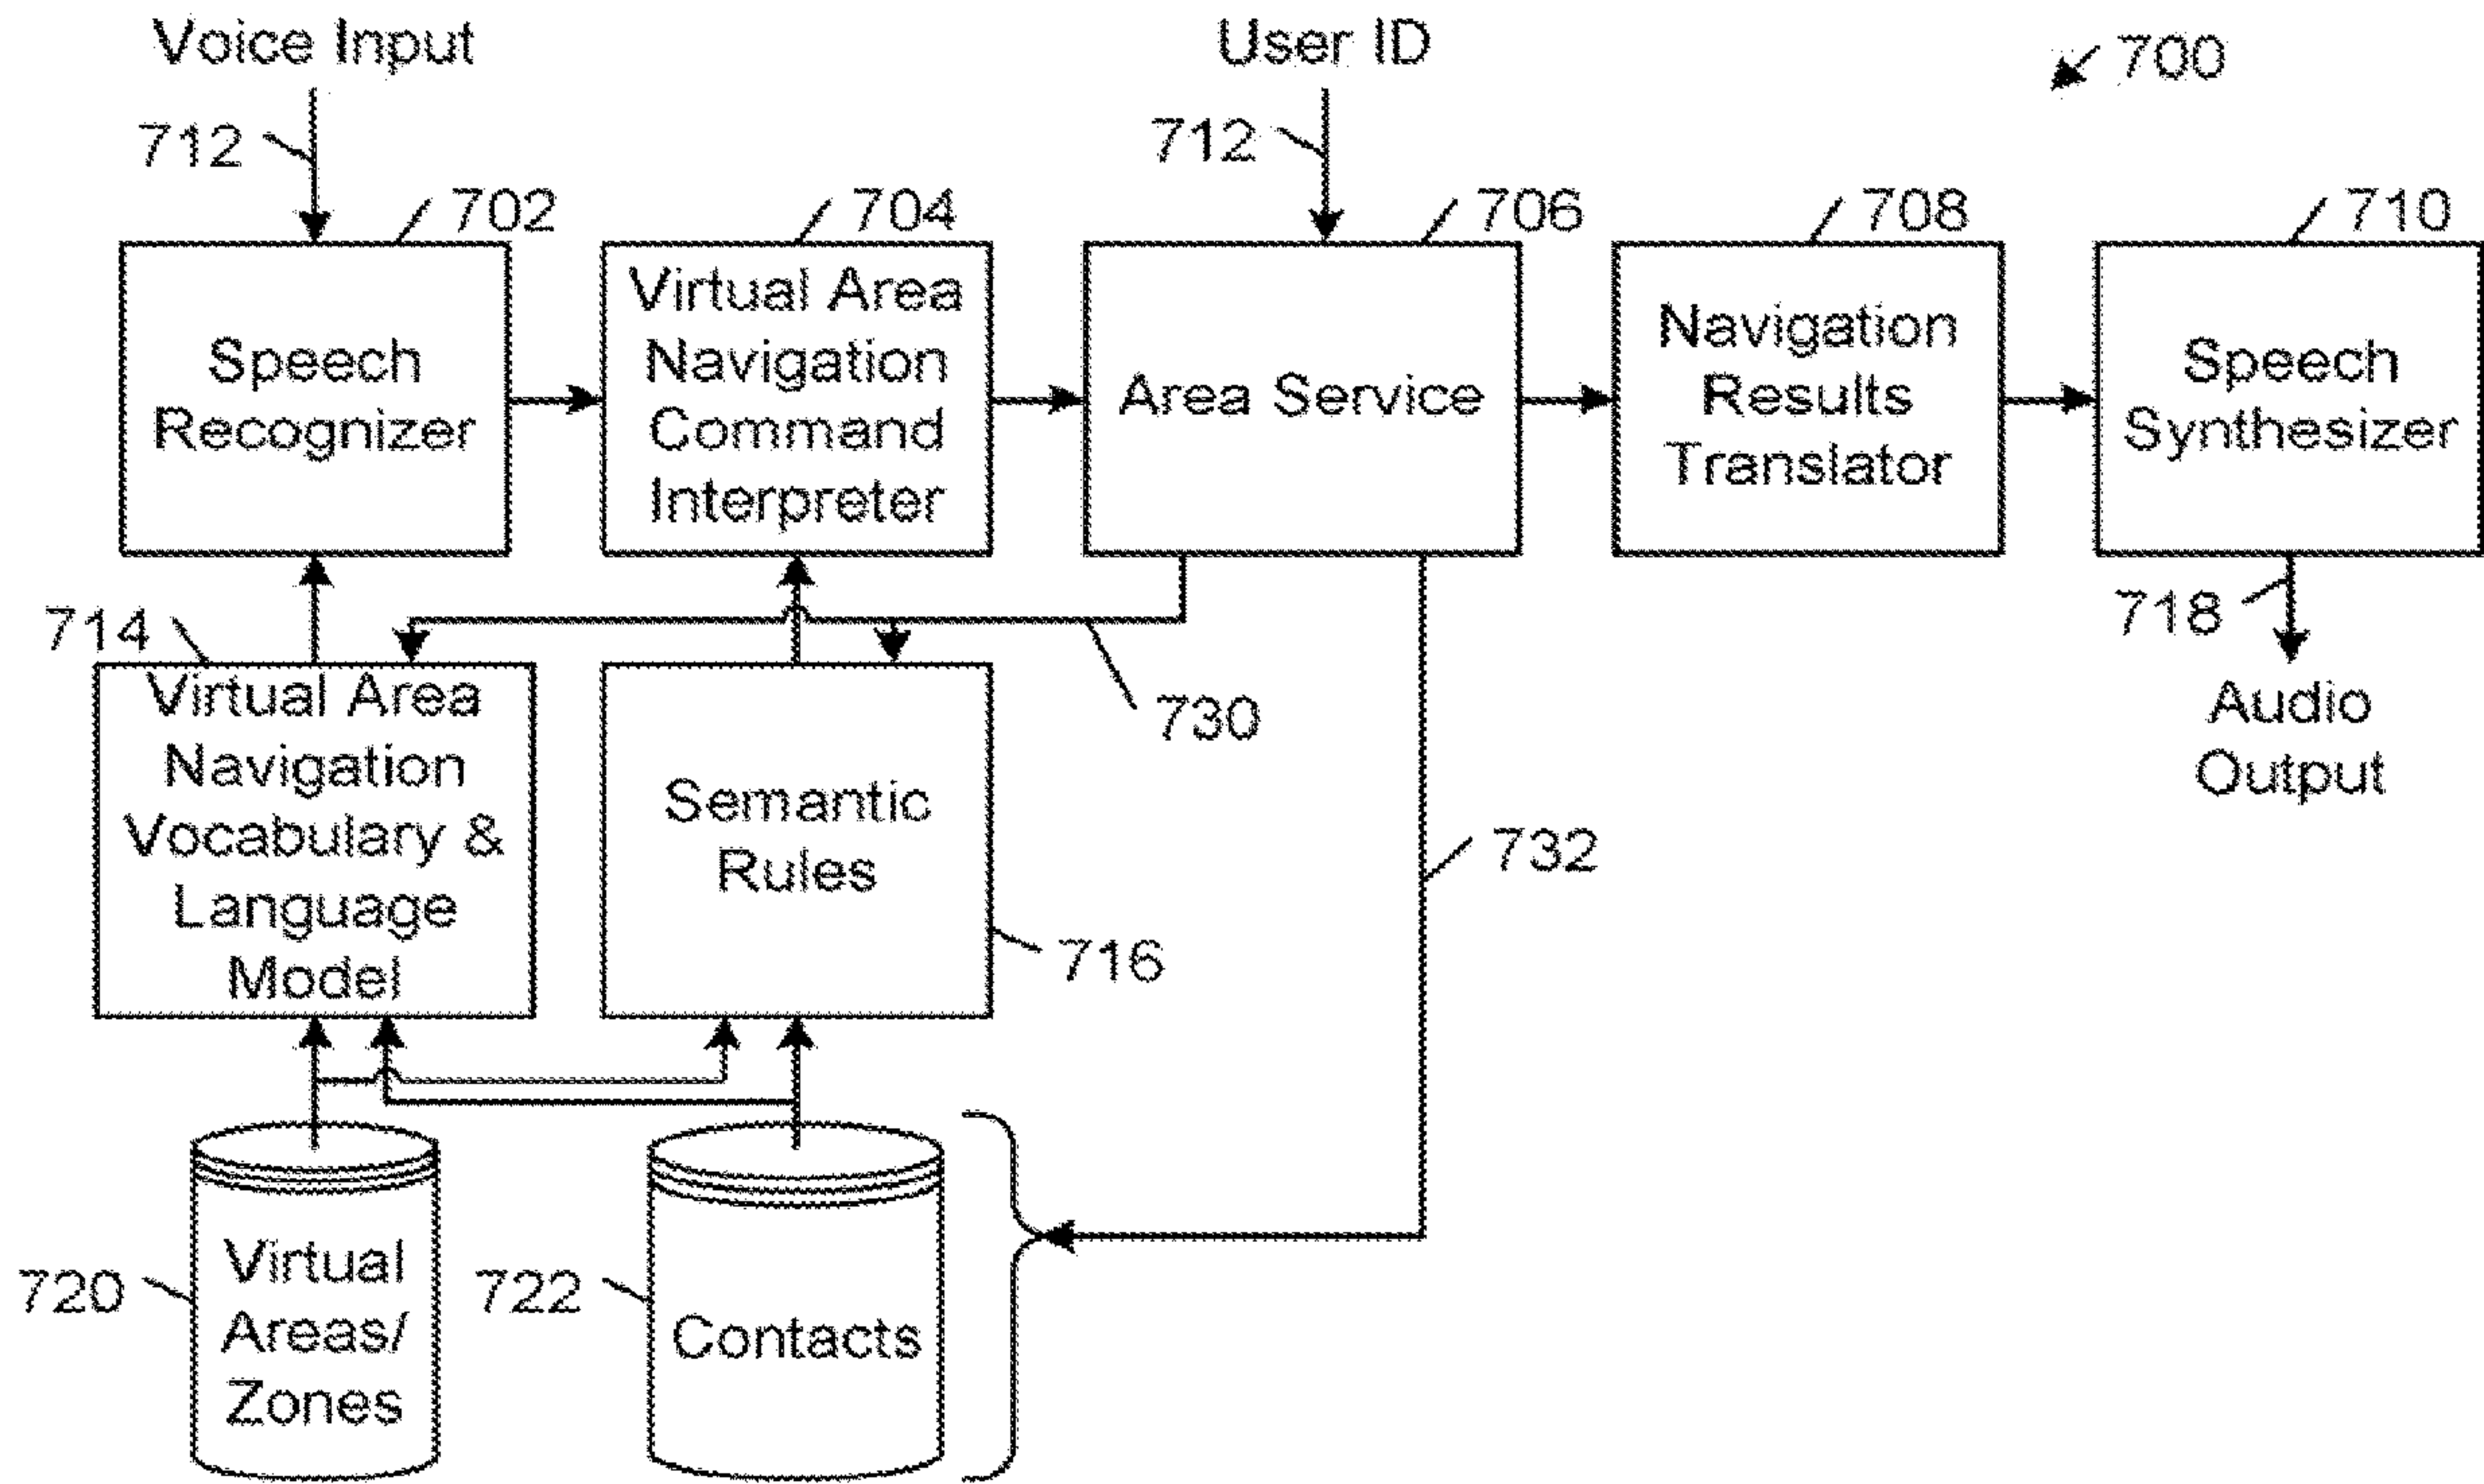 Voice Input
User ID
700
712
712
702
704
706
708
710
Speech
Recognizer
Virtual Area
Navigation
Command
Interpreter
Area Service
Navigation
Results
Translator
Speech
Synthesizer
714
730
718
Audio
Output
Virtual Area
Navigation
Vocabulary &
Language
Model
Semantic
Rules
716
732
720
Virtual
Areas/
Zones
722
Contacts